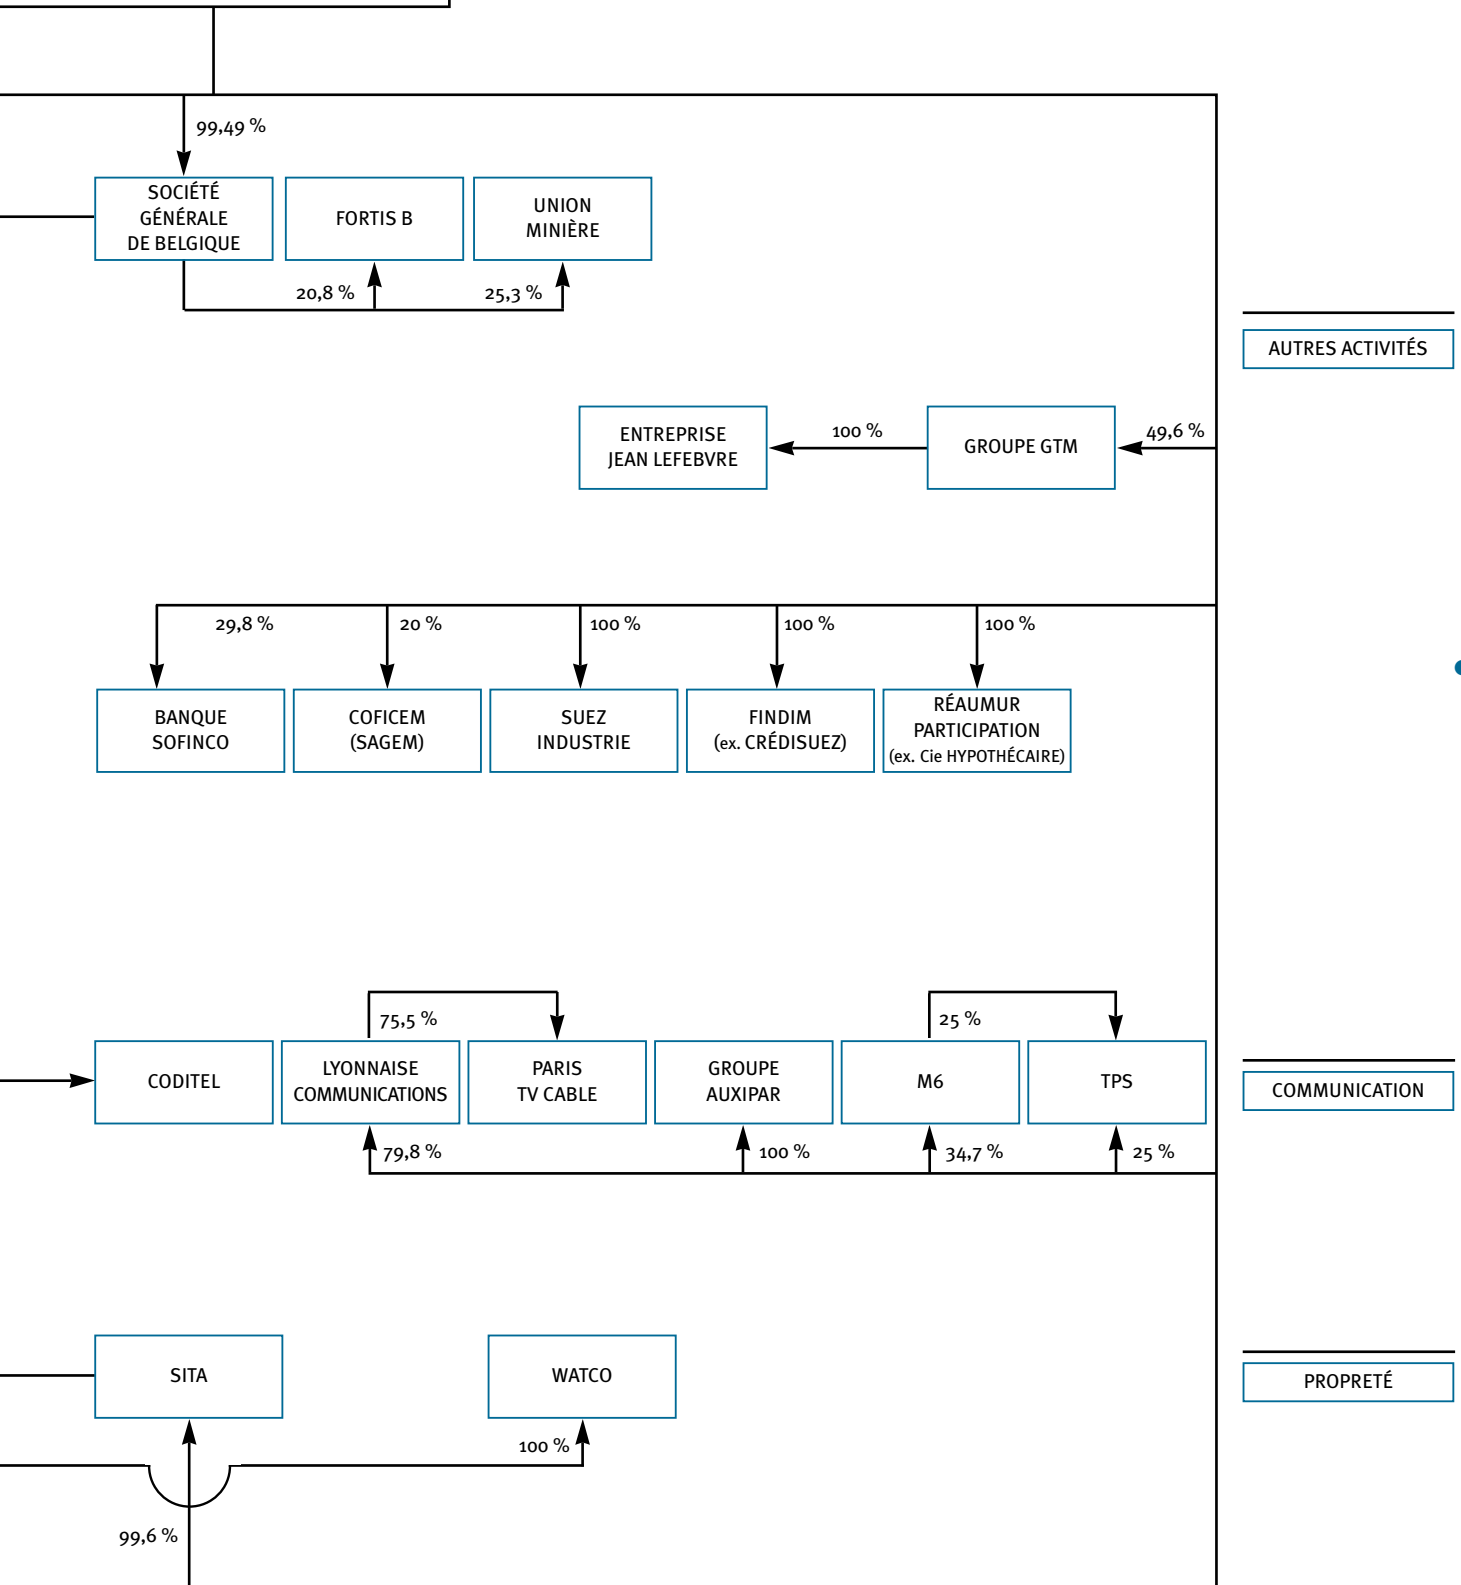 99,49 %
SOCIÉTÉ
GÉNÉRALE
DE BELGIQUE
FORTIS B
UNION
MINIÈRE
20,8 %
25,3 %
AUTRES ACTIVITÉS
ENTREPRISE
JEAN LEFEBVRE
100 %
GROUPE GTM
49,6 %
29,8 %
20 %
100 %
100 %
100 %
BANQUE
SOFINCO
COFICEM
(SAGEM)
SUEZ
INDUSTRIE
FINDIM
(ex. CRÉDISUEZ)
RÉAUMUR
PARTICIPATION
(ex. Cie HYPOTHÉCAIRE)
75,5 %
25 %
CODITEL
LYONNAISE
COMMUNICATIONS
PARIS
TV CABLE
GROUPE
AUXIPAR
M6
TPS
COMMUNICATION
79,8 %
100 %
34,7 %
25 %
SITA
WATCO
PROPRETÉ
100 %
99,6 %